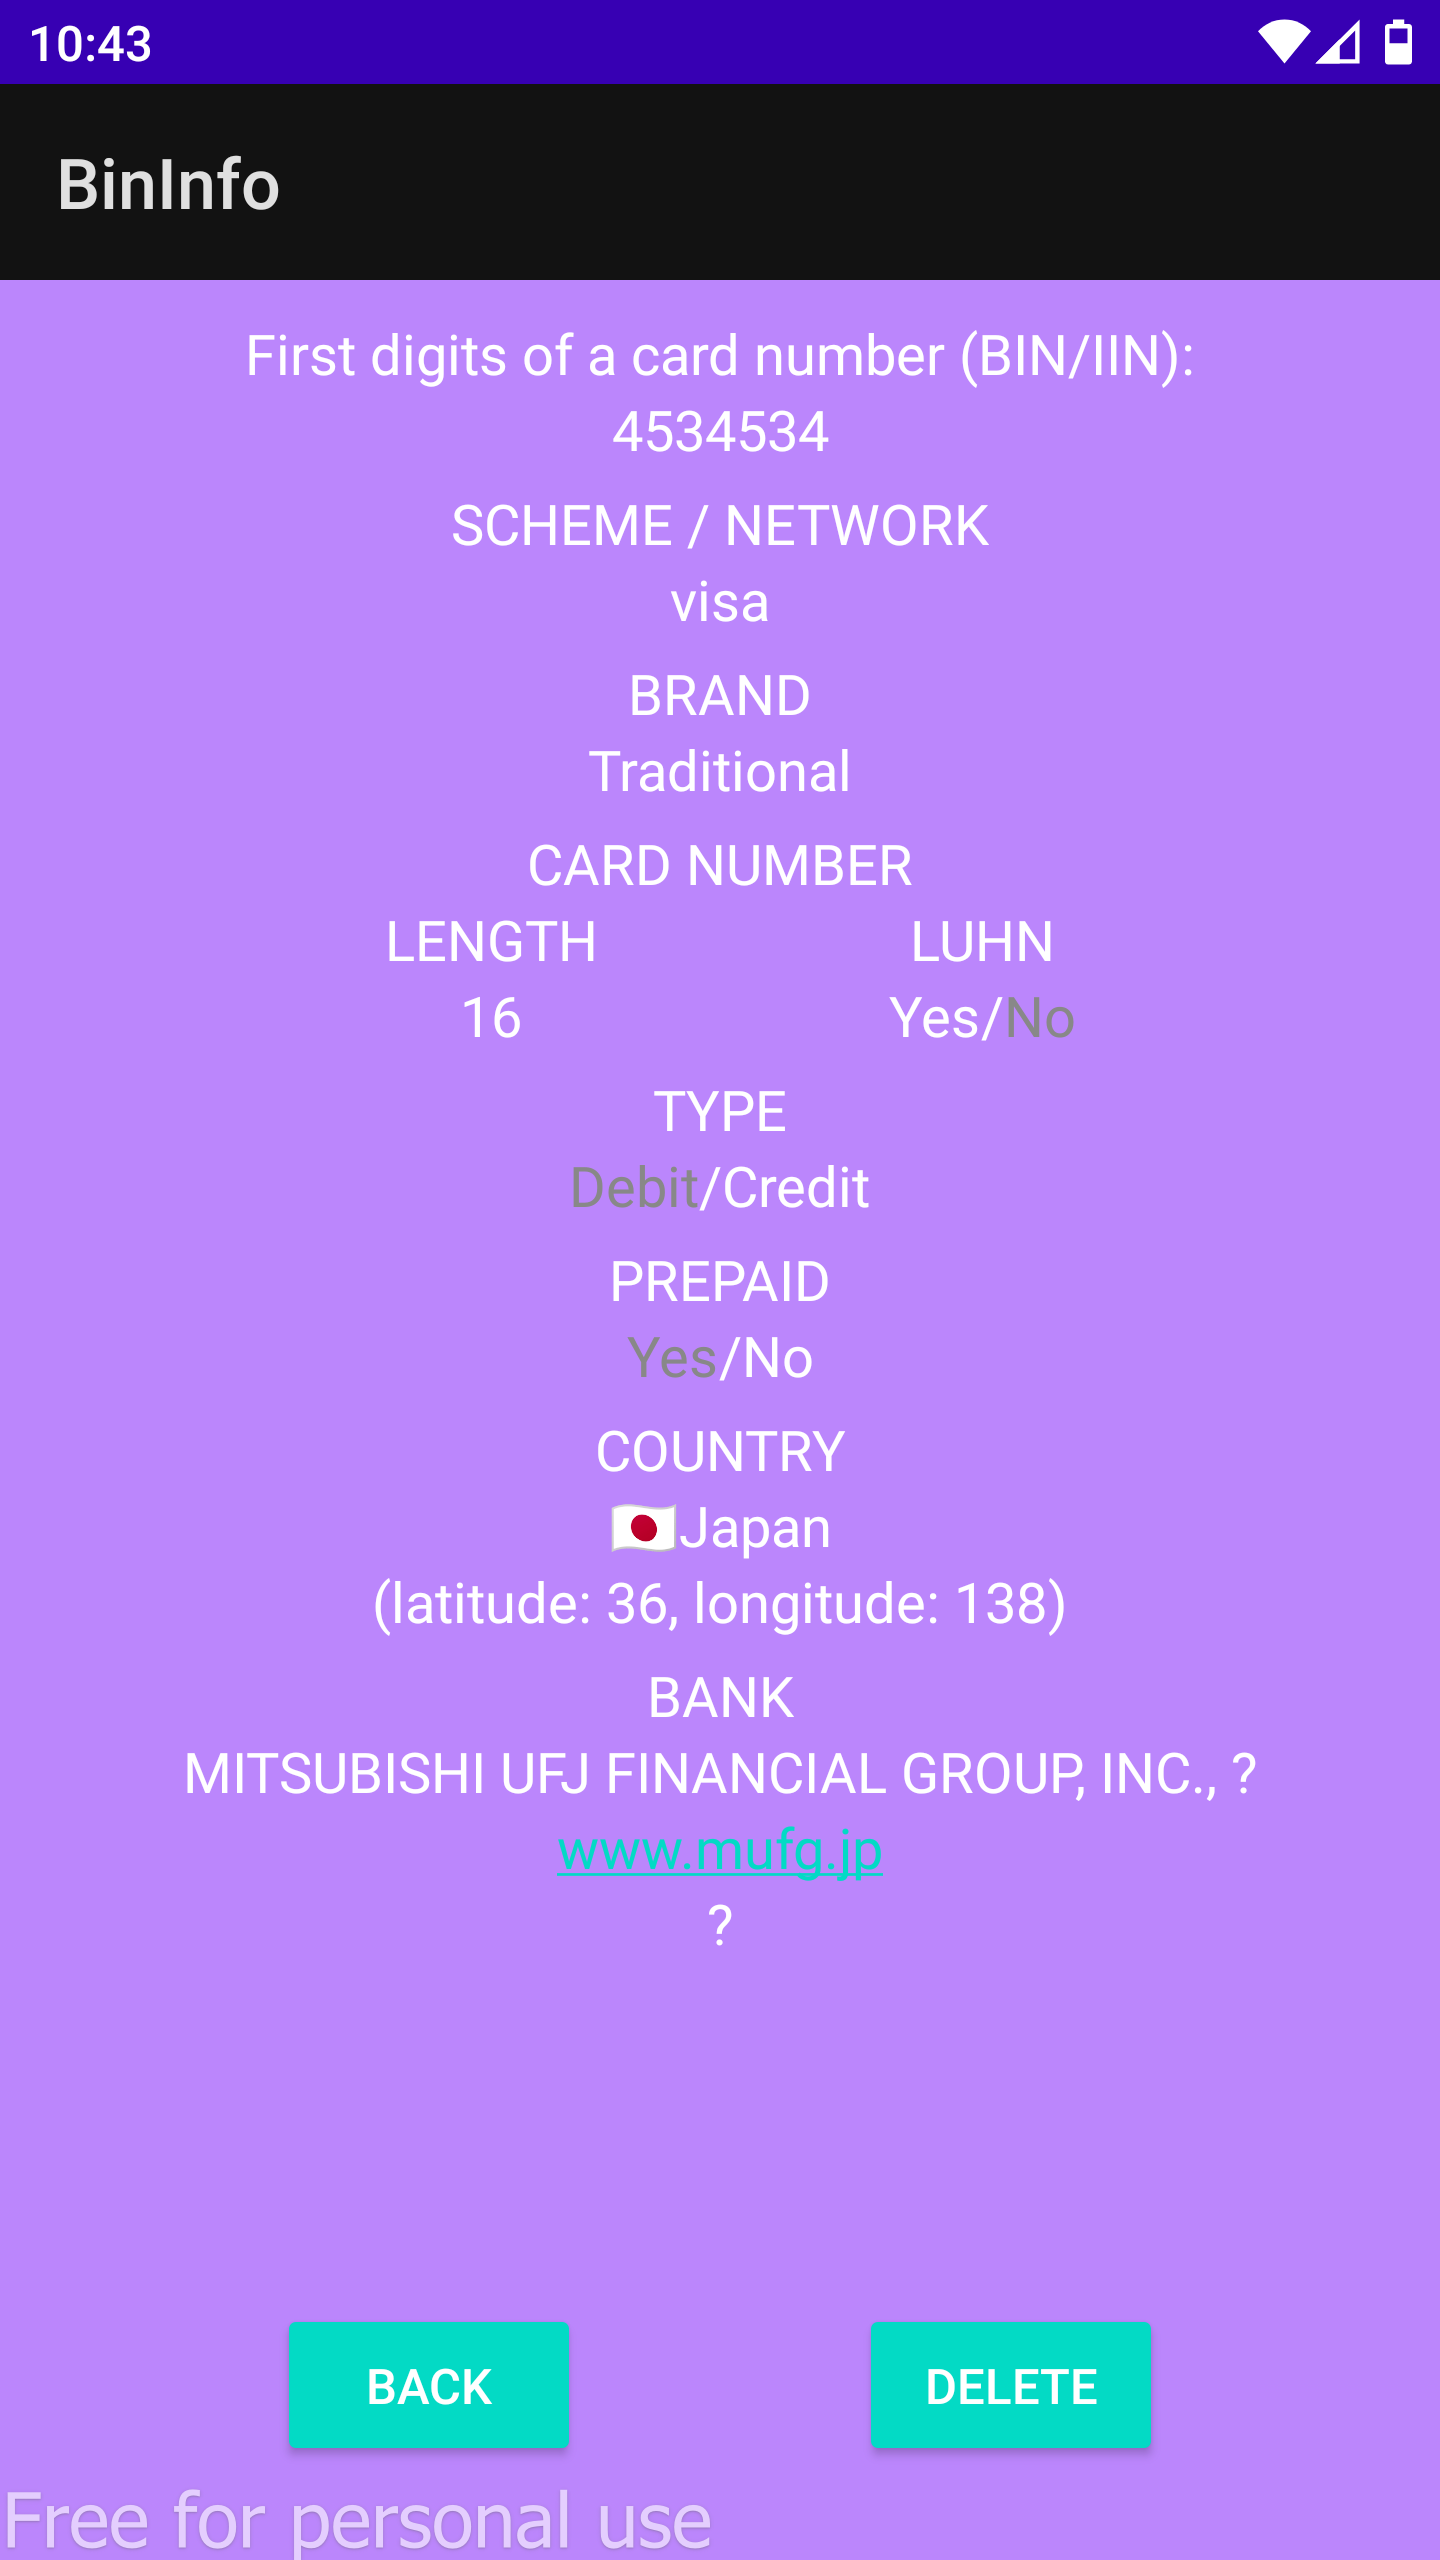 10:43
BinInfo
First digits of a card number (BIN/IIN):
4534534
SCHEME / NETWORK
visa
BRAND
Traditional
CARD NUMBER
LENGTH LUHN
16 Yes/No
TYPE
Debit/Credit
PREPAID
Yes/No
COUNTRY
🇯🇵Japan
(latitude: 36, longitude: 138)
BANK
MITSUBISHI UFJ FINANCIAL GROUP, INC., ?
www.mufg.jp
?
BACK DELETE
Free for personal use